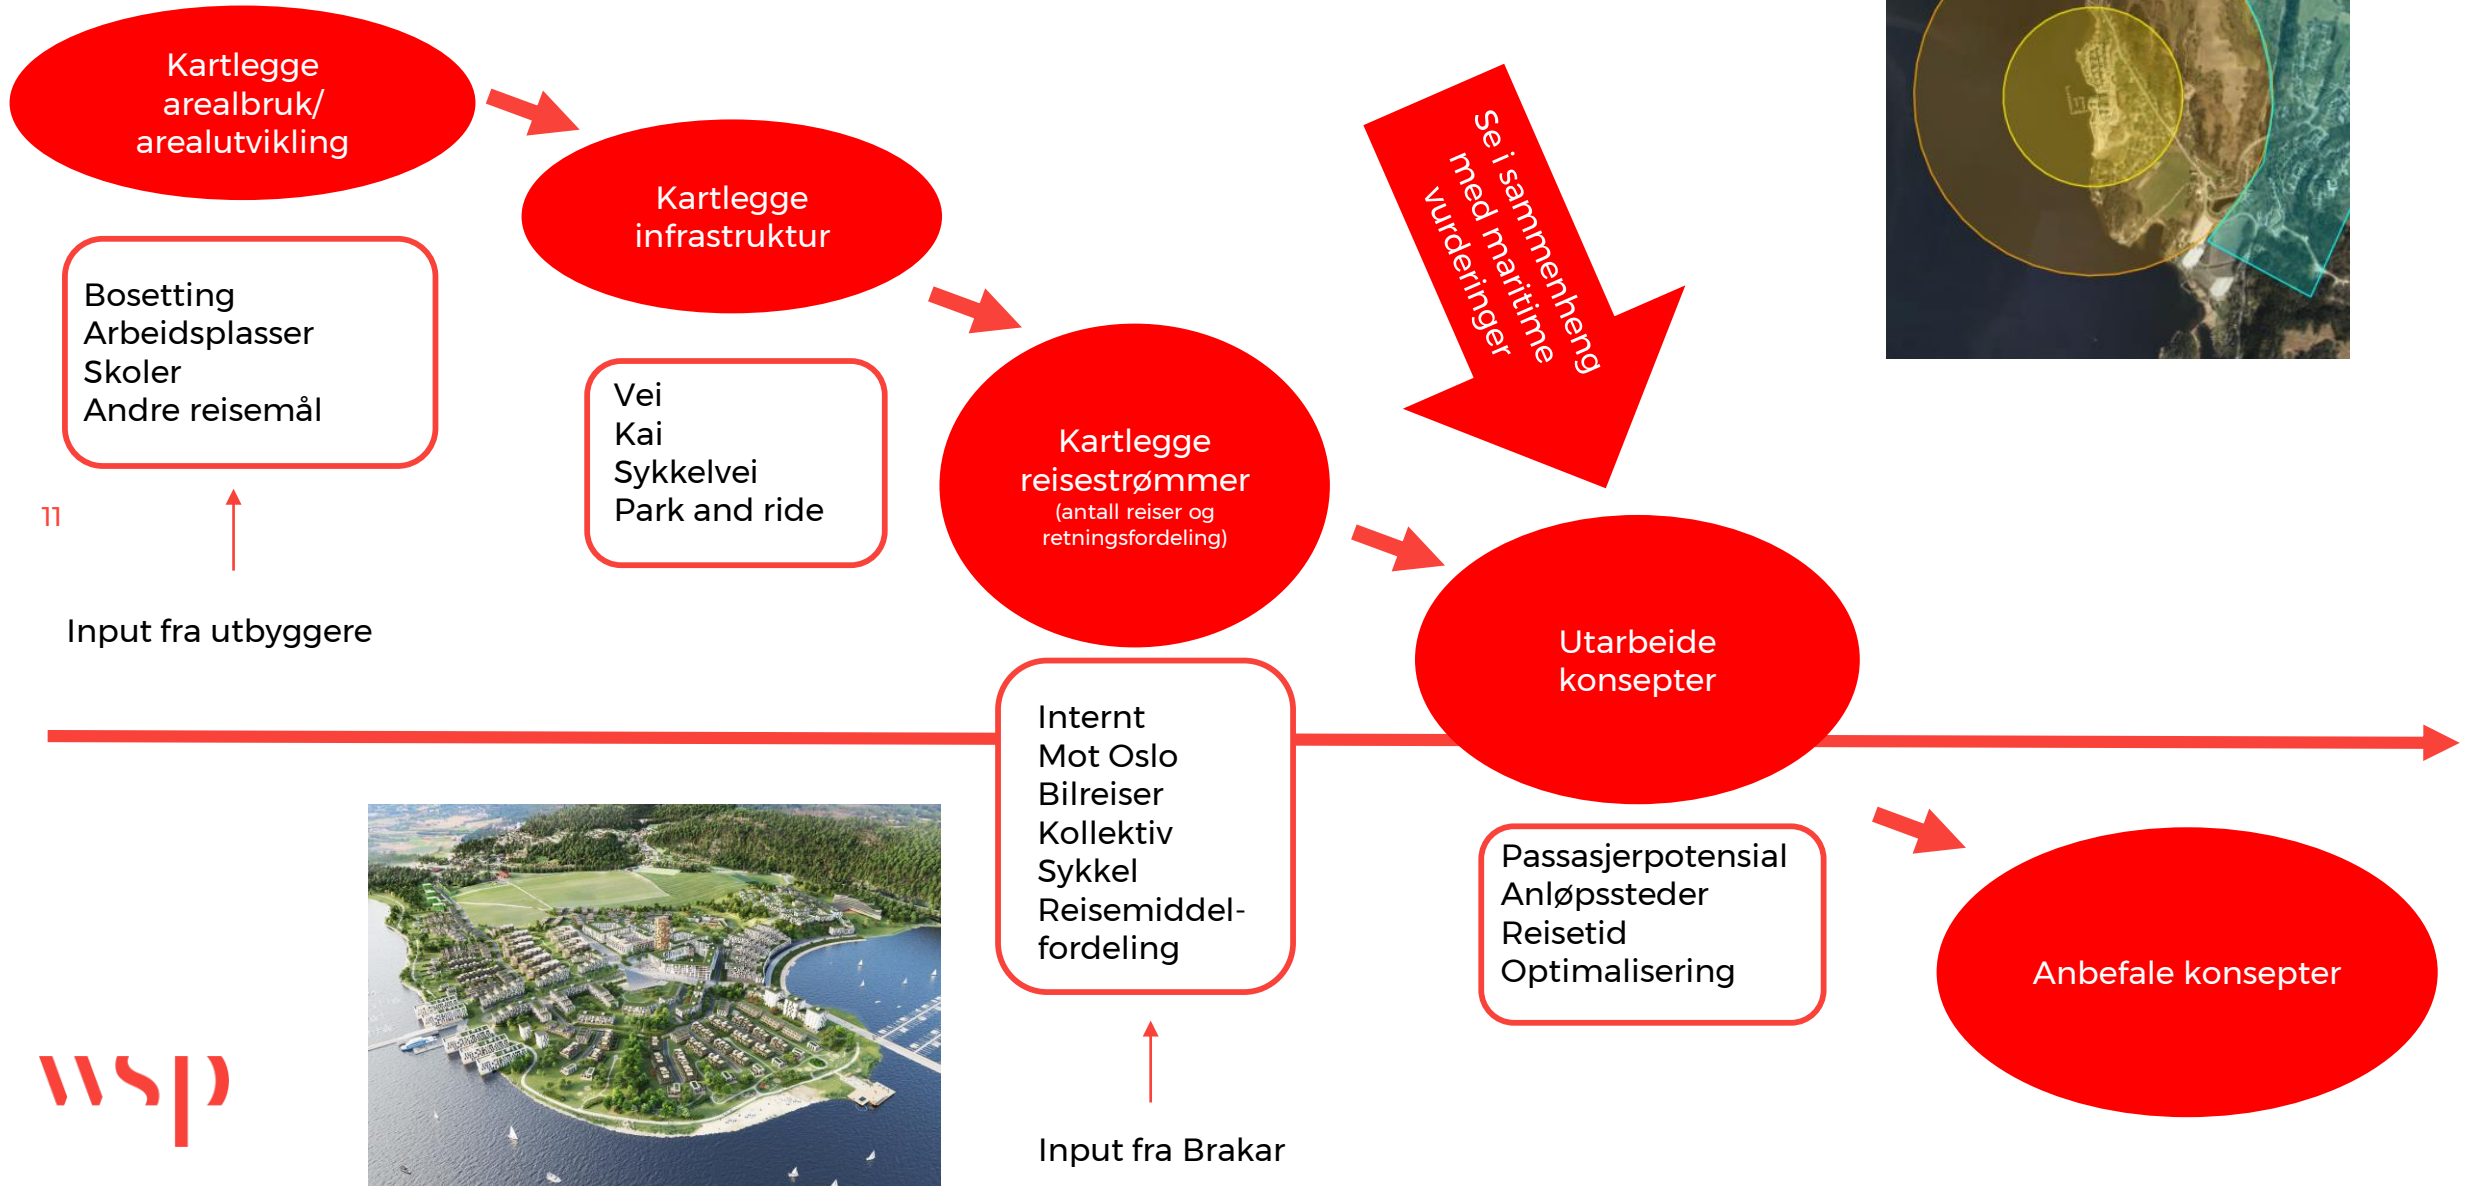 Kartlegge
arealbruk/
arealutvikling
Bosetting
Arbeidsplasser
Skoler
Andre reisemål
11
Input fra utbyggere
Kartlegge
infrastruktur
Vei
Kai
Sykkelvei
Park and ride
Kartlegge
reisestrømmer
(antall reiser og
retningsfordeling)
Internt
Mot Oslo
Bilreiser
Kollektiv
Sykkel
Reisemiddel-
fordeling
Input fra Brakar
Se i sammenheng
med maritime
vurderinger
Utarbeide
konsepter
Passasjerpotensial
Anløpssteder
Reisetid
Optimalisering
Anbefale konsepter
wsp